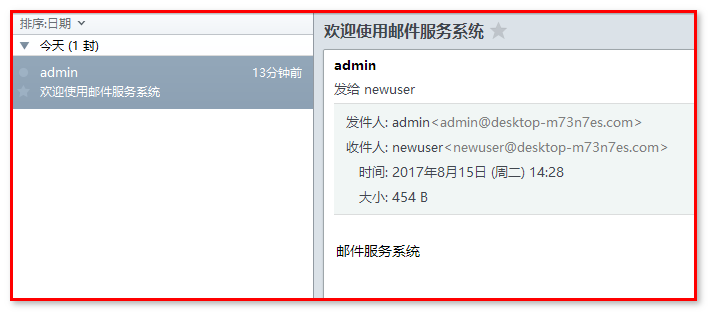 排序:日期
今天 (1 封)
admin
13分钟前
欢迎使用邮件服务系统
欢迎使用邮件服务系统
admin
发给 newuser
发件人: admin<admin@desktop-m73n7es.com>
收件人: newuser<newuser@desktop-m73n7es.com>
时间: 2017年8月15日 (周二) 14:28
大小: 454 B
邮件服务系统